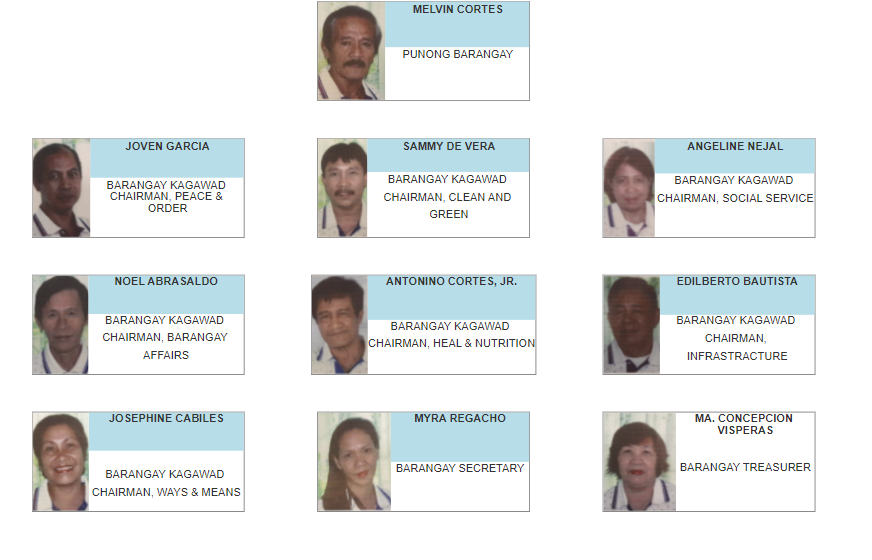 MELVIN CORTES
PUNONG BARANGAY
JOVEN GARCIA
BARANGAY KAGAWAD
CHAIRMAN, PEACE &
ORDER
SAMMY DE VERA
BARANGAY KAGAWAD
CHAIRMAN, CLEAN AND
GREEN
ANGELINE NEJAL
BARANGAY KAGAWAD
CHAIRMAN, SOCIAL SERVICE
NOEL ABRASALDO
BARANGAY KAGAWAD
CHAIRMAN, BARANGAY
AFFAIRS
ANTONINO CORTES, JR.
BARANGAY KAGAWAD
CHAIRMAN, HEAL & NUTRITION
EDILBERTO BAUTISTA
BARANGAY KAGAWAD
CHAIRMAN,
INFRASTRACTURE
JOSEPHINE CABILES
BARANGAY KAGAWAD
CHAIRMAN, WAYS & MEANS
MYRA REGACHO
BARANGAY SECRETARY
MA. CONCEPCION
VISPERAS
BARANGAY TREASURER